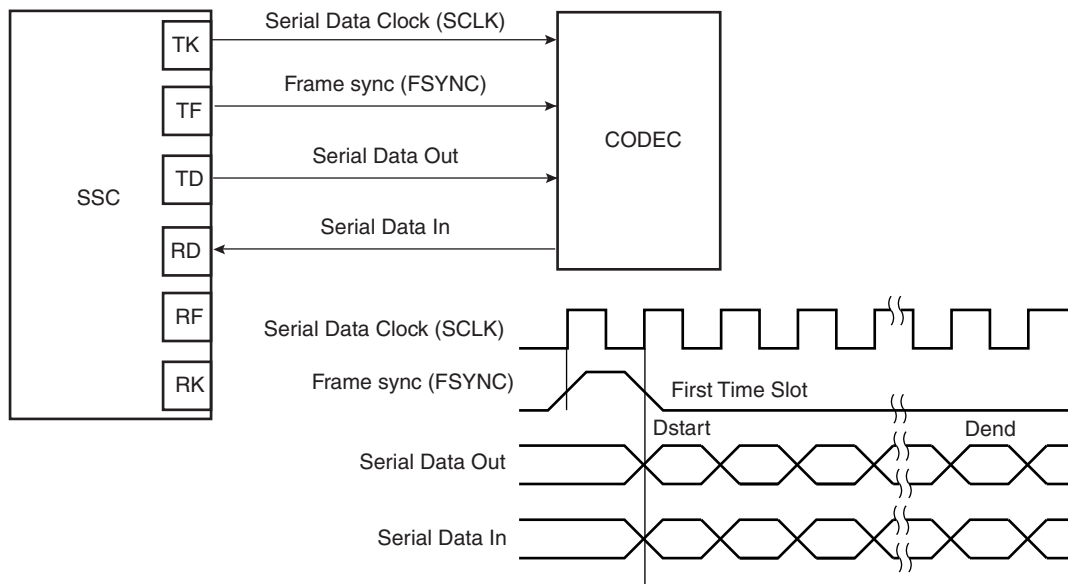 Serial Data Clock (SCLK)
TK
Frame sync (FSYNC)
TF
CODEC
Serial Data Out
TD
SSC
Serial Data In
RD
RF
Serial Data Clock (SCLK)
RK
Frame sync (FSYNC)
First Time Slot
Dstart
Dend
Serial Data Out
Serial Data In